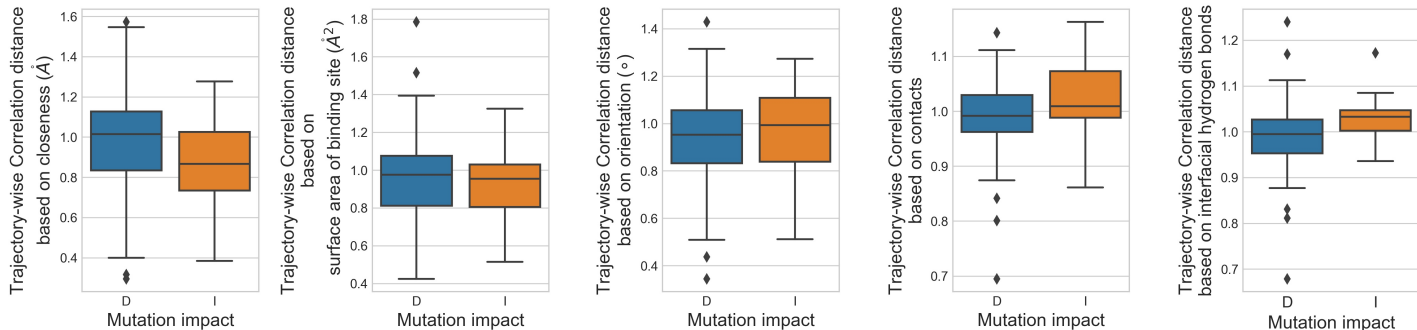 Trajectory-wise Correlation distance
based on closeness (Å)
1.6
1.4
1.2
1.0
0.8
0.6
0.4
D
I
Mutation impact
Trajectory-wise Correlation distance
based on
surface area of binding site (Å²)
1.8
1.6
1.4
1.2
1.0
0.8
0.6
0.4
D
I
Mutation impact
Trajectory-wise Correlation distance
based on orientation (∘)
1.4
1.2
1.0
0.8
0.6
0.4
D
I
Mutation impact
Trajectory-wise Correlation distance
based on contacts
1.1
1.0
0.9
0.8
0.7
D
I
Mutation impact
Trajectory-wise Correlation distance
based on interfacial hydrogen bonds
1.2
1.1
1.0
0.9
0.8
0.7
D
I
Mutation impact